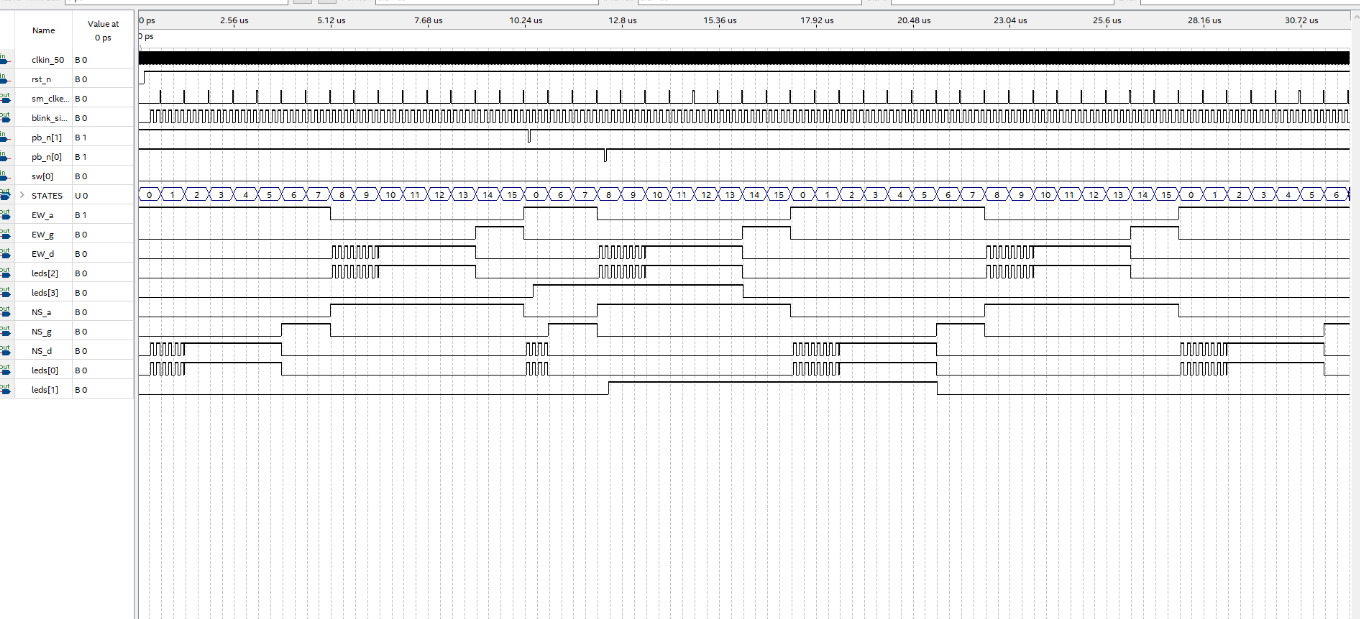 0 ps 2.56 us 5.12 us 7.68 us 10.24 us 12.8 us 15.36 us 17.92 us 20.48 us 23.04 us 25.6 us 28.16 us 30.72 us
Name Value at
0 ps
0 ps
in clkin_50 B 0
in rst_n B 0
out sm_clke... B 0
out blink_si... B 0
in pb_n[1] B 1
in pb_n[0] B 1
in sw[0] B 0
out > STATES U 0 0 1 2 3 4 5 6 7 8 9 10 11 12 13 14 15 0 6 7 8 9 10 11 12 13 14 15 0 1 2 3 4 5 6 7 8 9 10 11 12 13 14 15 0 1 2 3 4 5 6
out EW_a B 1
out EW_g B 0
out EW_d B 0
out leds[2] B 0
out leds[3] B 0
out NS_a B 0
out NS_g B 0
out NS_d B 0
out leds[0] B 0
out leds[1] B 0